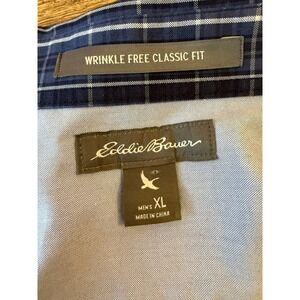 WRINKLE FREE CLASSIC FIT
Eddie Bauer
MEN'S XL
MADE IN CHINA